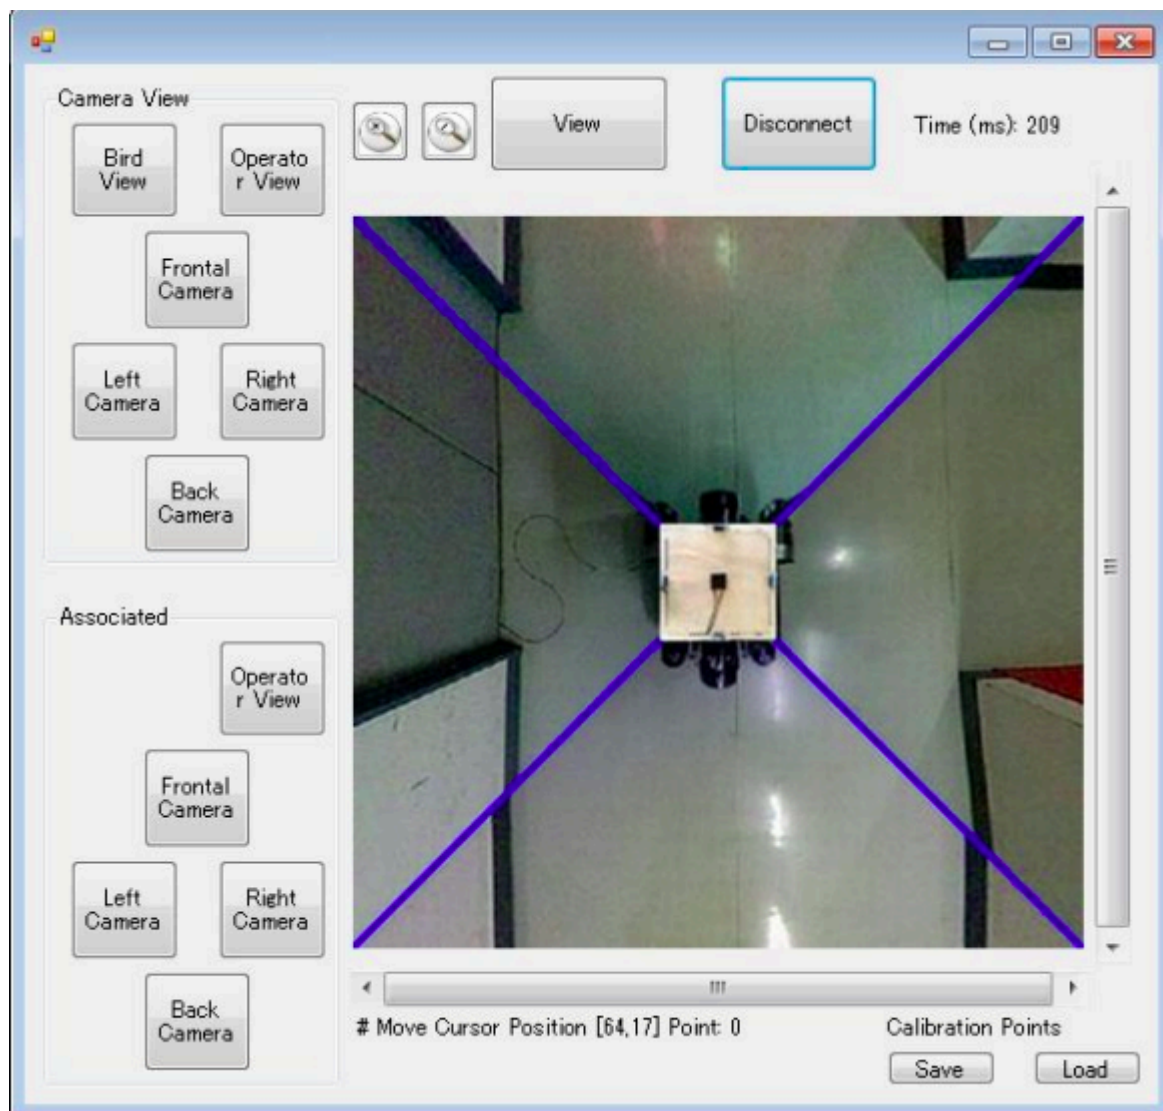 Camera View
Bird
View
Operato
r View
Frontal
Camera
Left
Camera
Right
Camera
Back
Camera
View
Disconnect
Time (ms): 209
Associated
Operato
r View
Frontal
Camera
Left
Camera
Right
Camera
Back
Camera
# Move Cursor Position [64,17] Point: 0
Calibration Points
Save
Load